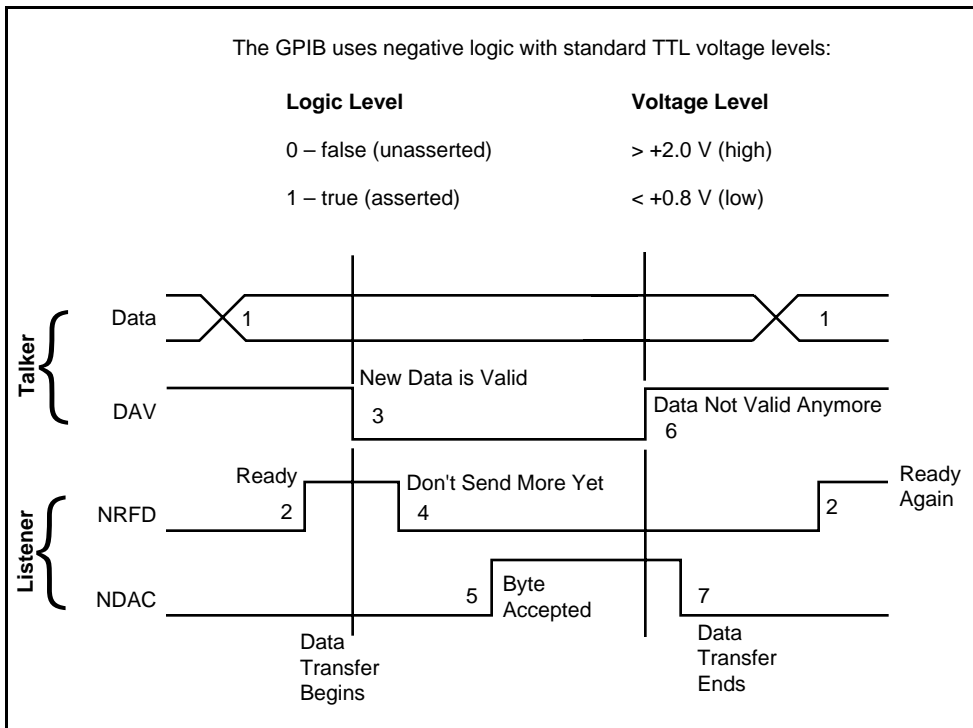 The GPIB uses negative logic with standard TTL voltage levels:
Logic Level Voltage Level
0 – false (unasserted) > +2.0 V (high)
1 – true (asserted) < +0.8 V (low)
Talker
Data 1 1
DAV New Data is Valid 3 Data Not Valid Anymore 6
Listener
NRFD Ready 2 Don't Send More Yet 4 2 Ready
Again
NDAC 5 Byte
Accepted 7
Data
Transfer
Begins
Data
Transfer
Ends